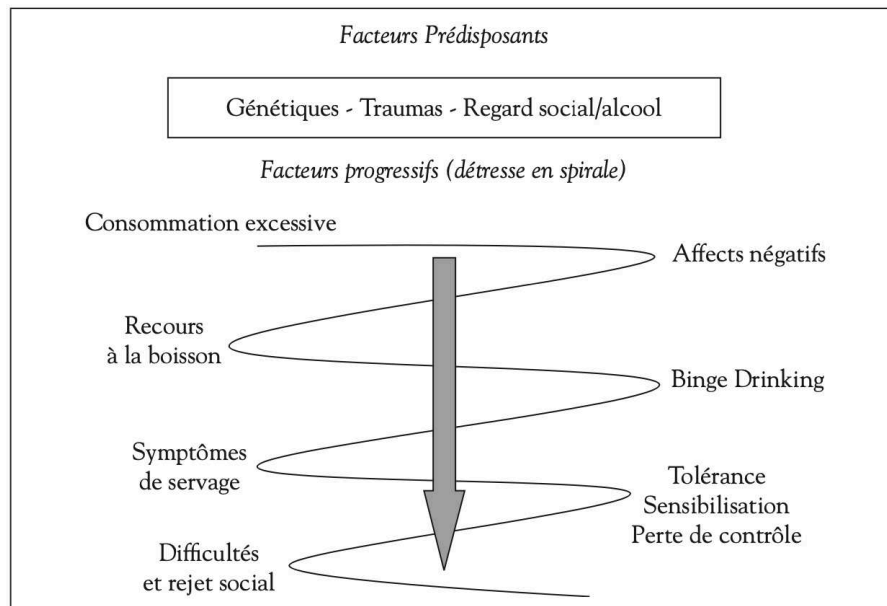 Facteurs Prédisposants
Génétiques - Traumas - Regard social/alcool
Facteurs progressifs (détresse en spirale)
Consommation excessive
Affects négatifs
Recours
à la boisson
Binge Drinking
Symptômes
de servage
Tolérance
Sensibilisation
Perte de contrôle
Difficultés
et rejet social